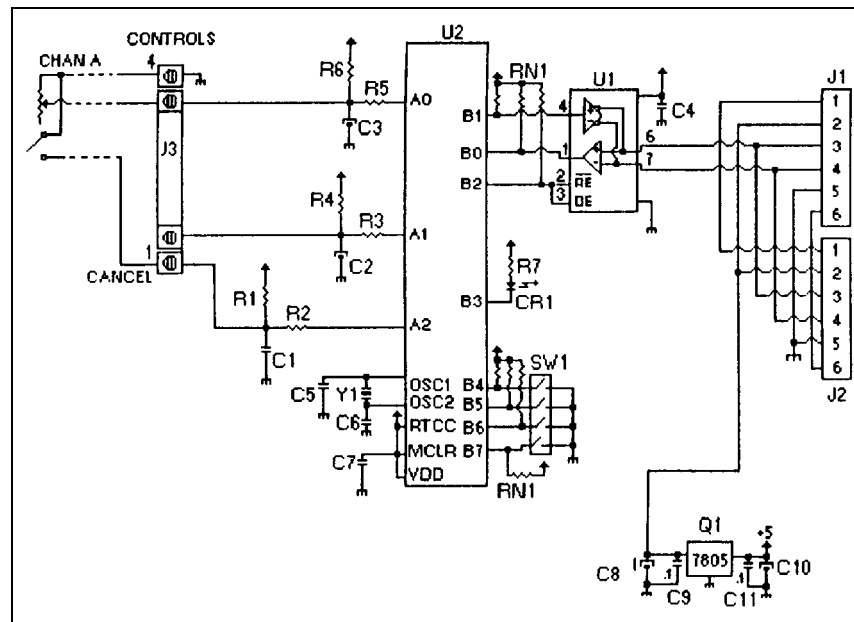 CONTROLS
CHAN A
4
J3
1
CANCEL
R6
R5
C3
R4
R3
C2
R1
R2
C1
C5
Y1
C6
C7
U2
A0
A1
A2
OSC1
OSC2
RTCC
MCLR
VDD
B1
B0
B2
B3
B4
B5
B6
B7
RN1
U1
4
1
2
3
RE
DE
6
7
C4
R7
CR1
SW1
RN1
J1
1
2
3
4
5
6
1
2
3
4
5
6
J2
Q1
7805
+5
C8
.1
C9
.1
C11
C10